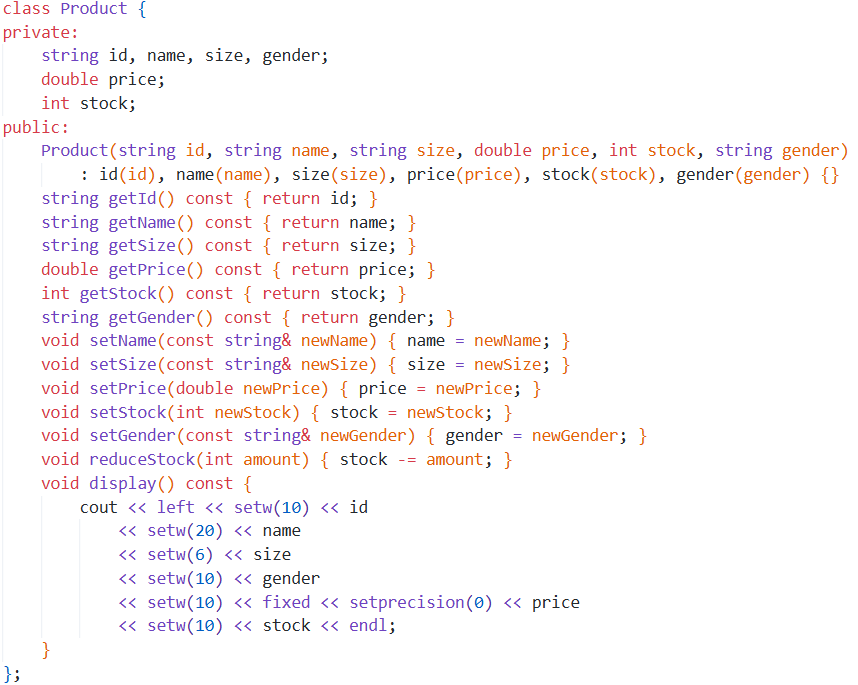 class Product {
private:
    string id, name, size, gender;
    double price;
    int stock;
public:
    Product(string id, string name, string size, double price, int stock, string gender)
        : id(id), name(name), size(size), price(price), stock(stock), gender(gender) {}
    string getId() const { return id; }
    string getName() const { return name; }
    string getSize() const { return size; }
    double getPrice() const { return price; }
    int getStock() const { return stock; }
    string getGender() const { return gender; }
    void setName(const string& newName) { name = newName; }
    void setSize(const string& newSize) { size = newSize; }
    void setPrice(double newPrice) { price = newPrice; }
    void setStock(int newStock) { stock = newStock; }
    void setGender(const string& newGender) { gender = newGender; }
    void reduceStock(int amount) { stock -= amount; }
    void display() const {
        cout << left << setw(10) << id
            << setw(20) << name
            << setw(6) << size
            << setw(10) << gender
            << setw(10) << fixed << setprecision(0) << price
            << setw(10) << stock << endl;
    }
};